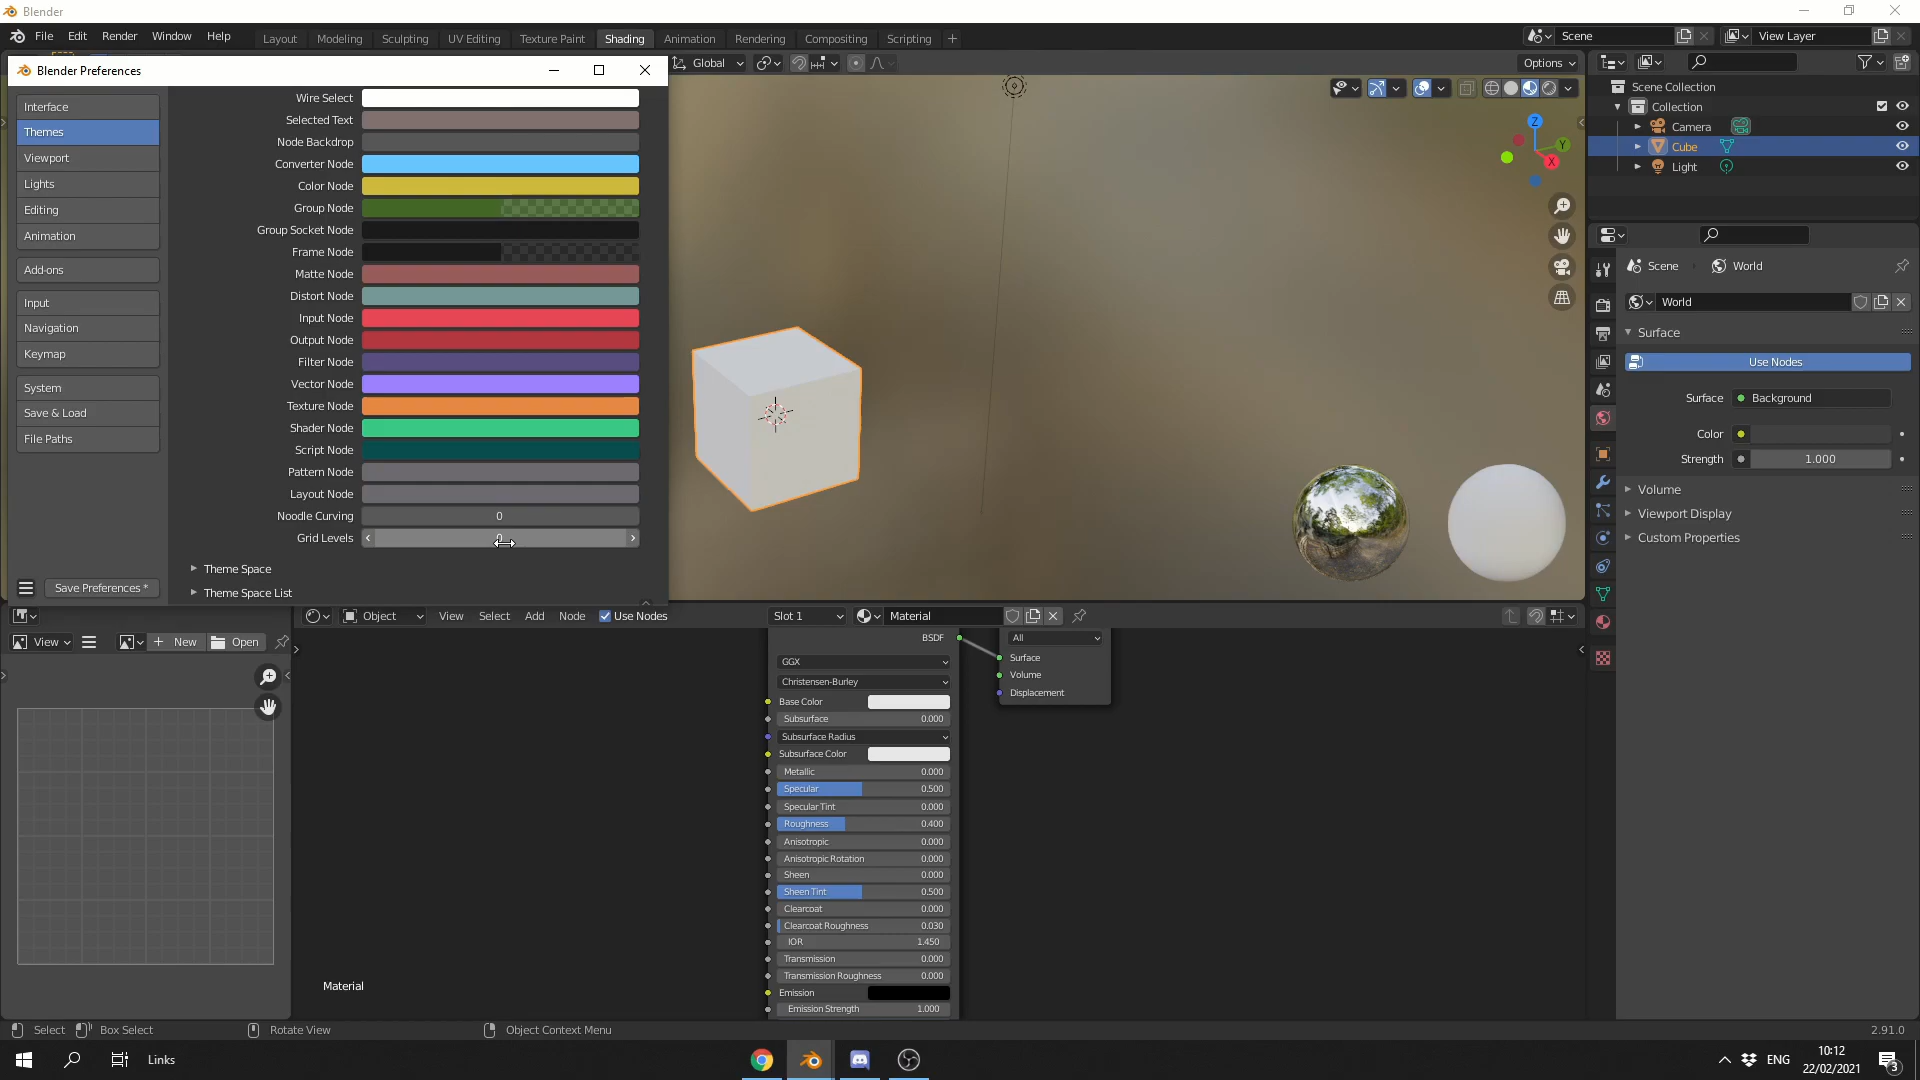 Blender
File Edit Render Window Help
Layout Modeling Sculpting UV Editing Texture Paint Shading Animation Rendering Compositing Scripting +
Scene
View Layer
Blender Preferences
Global
Options
Interface
Themes
Viewport
Lights
Editing
Animation
Add-ons
Input
Navigation
Keymap
System
Save & Load
File Paths
Save Preferences *
Wire Select
Selected Text
Node Backdrop
Converter Node
Color Node
Group Node
Group Socket Node
Frame Node
Matte Node
Distort Node
Input Node
Output Node
Filter Node
Vector Node
Texture Node
Shader Node
Script Node
Pattern Node
Layout Node
Noodle Curving 0
Grid Levels 0
Theme Space
Theme Space List
Z
Y
X
Scene Collection
Collection
Camera
Cube
Light
Scene World
World
Surface
Use Nodes
Surface Background
Color
Strength 1.000
Volume
Viewport Display
Custom Properties
View
New
Open
Object
View Select Add Node Use Nodes
Slot 1
Material
BSDF
GGX
Christensen-Burley
Base Color
Subsurface 0.000
Subsurface Radius
Subsurface Color
Metallic 0.000
Specular 0.500
Specular Tint 0.000
Roughness 0.400
Anisotropic 0.000
Anisotropic Rotation 0.000
Sheen 0.000
Sheen Tint 0.500
Clearcoat 0.000
Clearcoat Roughness 0.030
IOR 1.450
Transmission 0.000
Transmission Roughness 0.000
Emission
Emission Strength 1.000
All
Surface
Volume
Displacement
Material
Select Box Select Rotate View Object Context Menu
2.91.0
Links
ENG
10:12
22/02/2021
3